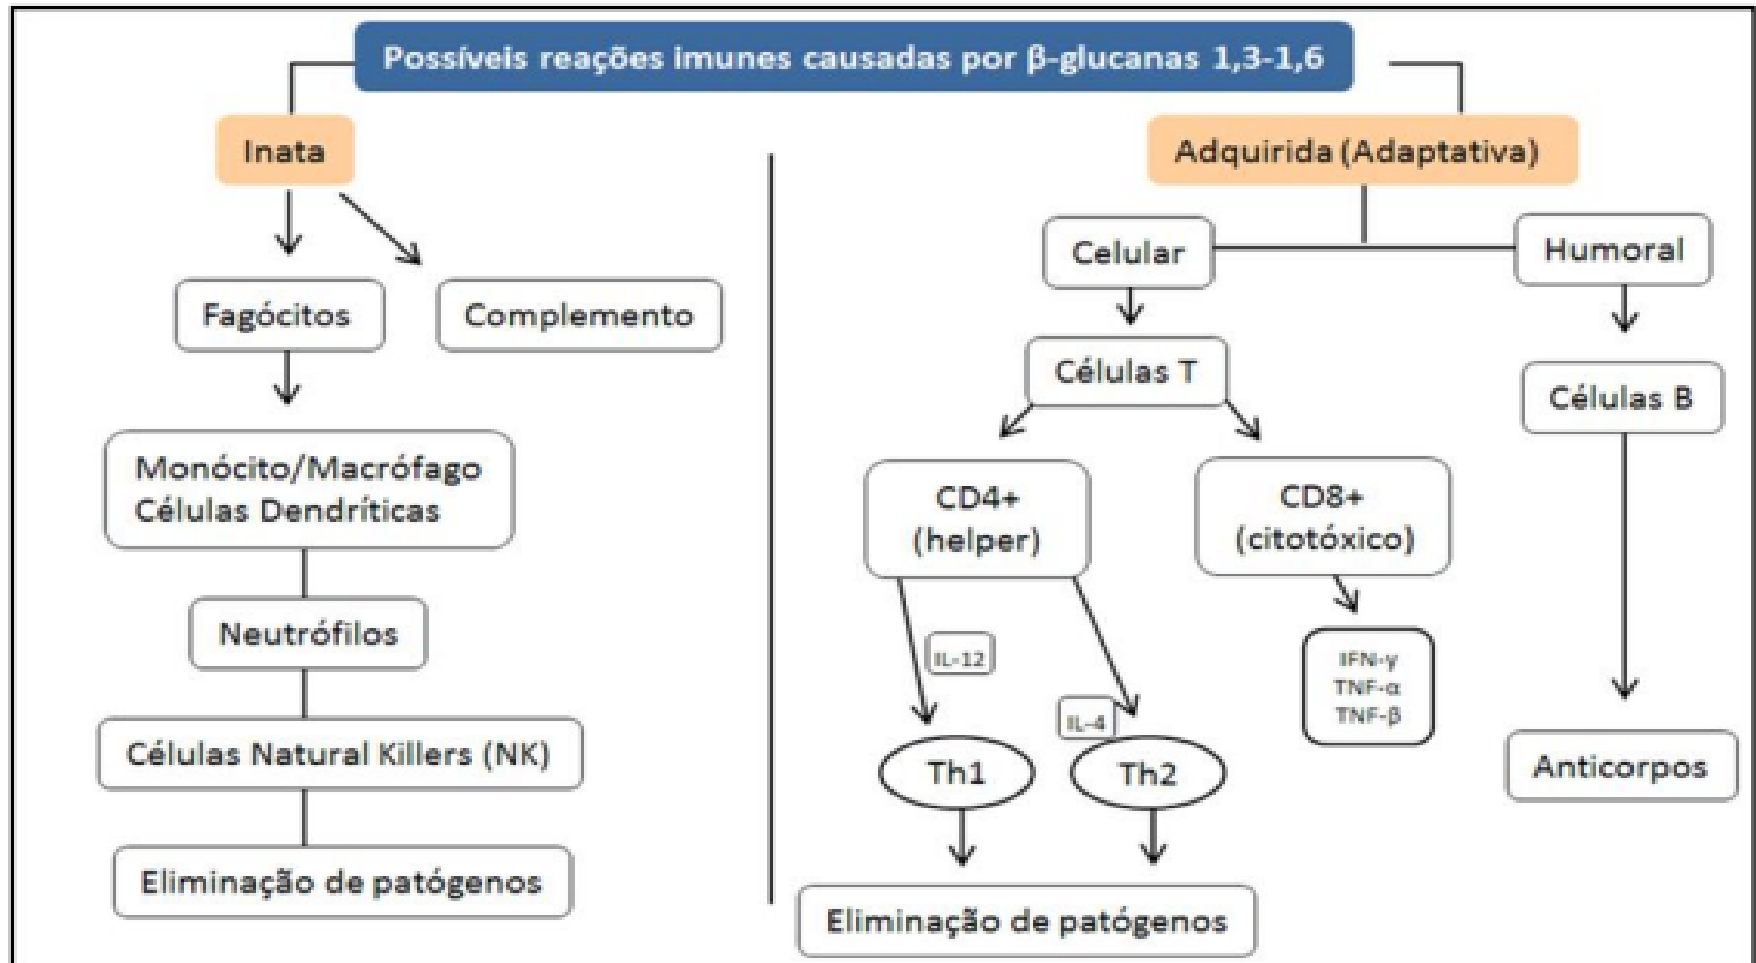 Possíveis reações imunes causadas por β-glucanas 1,3-1,6
Inata
Fagócitos
Complemento
Monócito/Macrófago
Células Dendríticas
Neutrófilos
Células Natural Killers (NK)
Eliminação de patógenos
Adquirida (Adaptativa)
Celular
Humoral
Células T
Células B
CD4+
(helper)
CD8+
(citotóxico)
IL-12
IL-4
IFN-γ
TNF-α
TNF-β
Th1
Th2
Anticorpos
Eliminação de patógenos